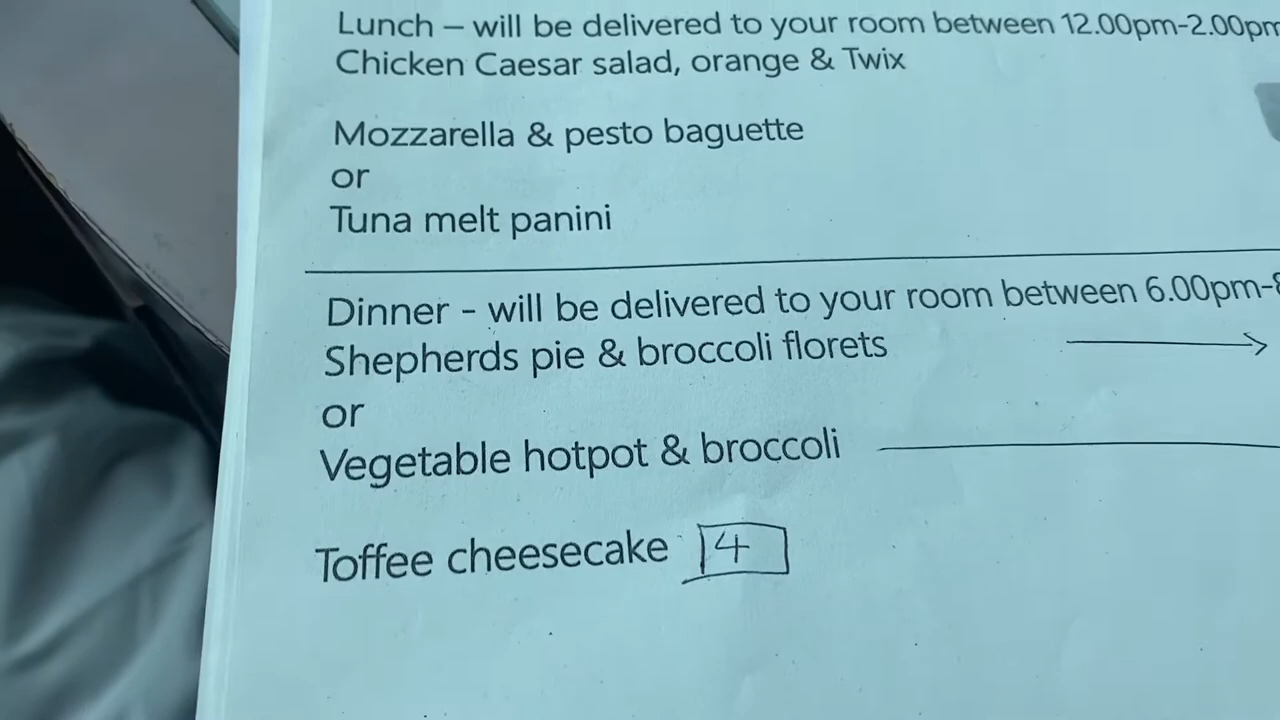 Lunch – will be delivered to your room between 12.00pm-2.00pm
Chicken Caesar salad, orange & Twix
Mozzarella & pesto baguette
or
Tuna melt panini
Dinner - will be delivered to your room between 6.00pm-
Shepherds pie & broccoli florets
or
Vegetable hotpot & broccoli
Toffee cheesecake 4